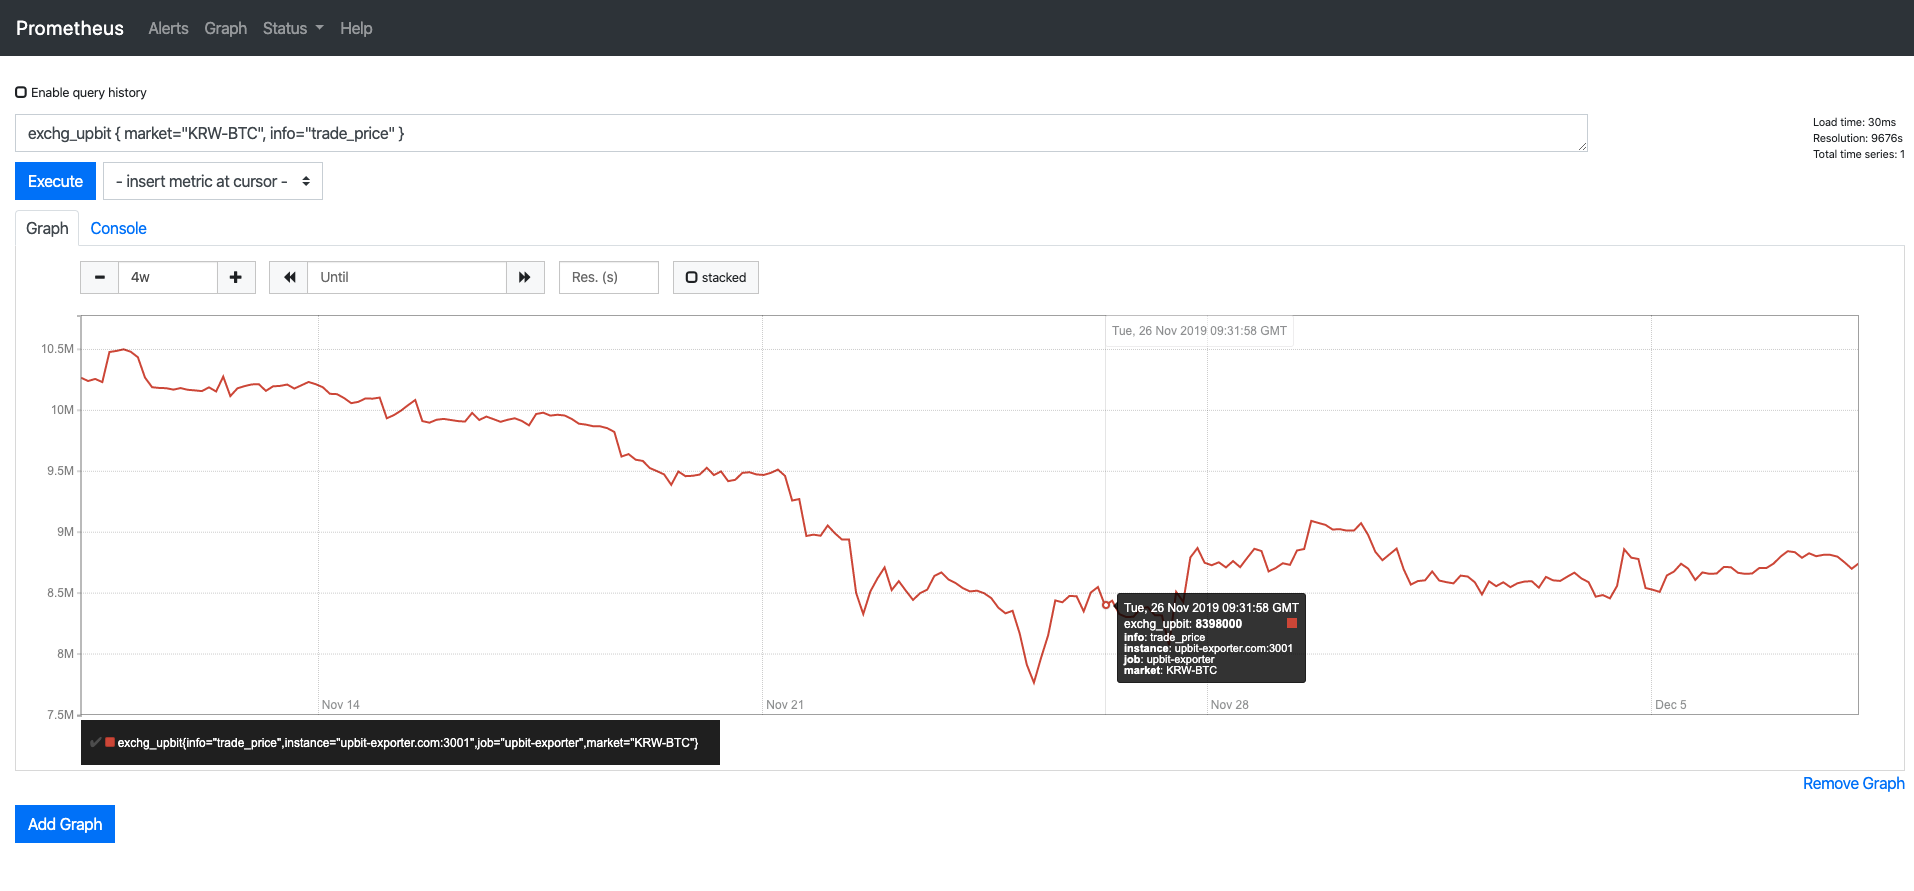 Prometheus Alerts Graph Status Help
Enable query history
exchg_upbit { market="KRW-BTC", info="trade_price" }
Load time: 30ms
Resolution: 9676s
Total time series: 1
Execute - insert metric at cursor -
Graph Console
4w Until Res. (s) stacked
Tue, 26 Nov 2019 09:31:58 GMT
10.5M
10M
9.5M
9M
8.5M
8M
7.5M
Tue, 26 Nov 2019 09:31:58 GMT
exchg_upbit: 8398000
info: trade_price
instance: upbit-exporter.com:3001
job: upbit-exporter
market: KRW-BTC
Nov 14 Nov 21 Nov 28 Dec 5
exchg_upbit{info="trade_price",instance="upbit-exporter.com:3001",job="upbit-exporter",market="KRW-BTC"}
Remove Graph
Add Graph